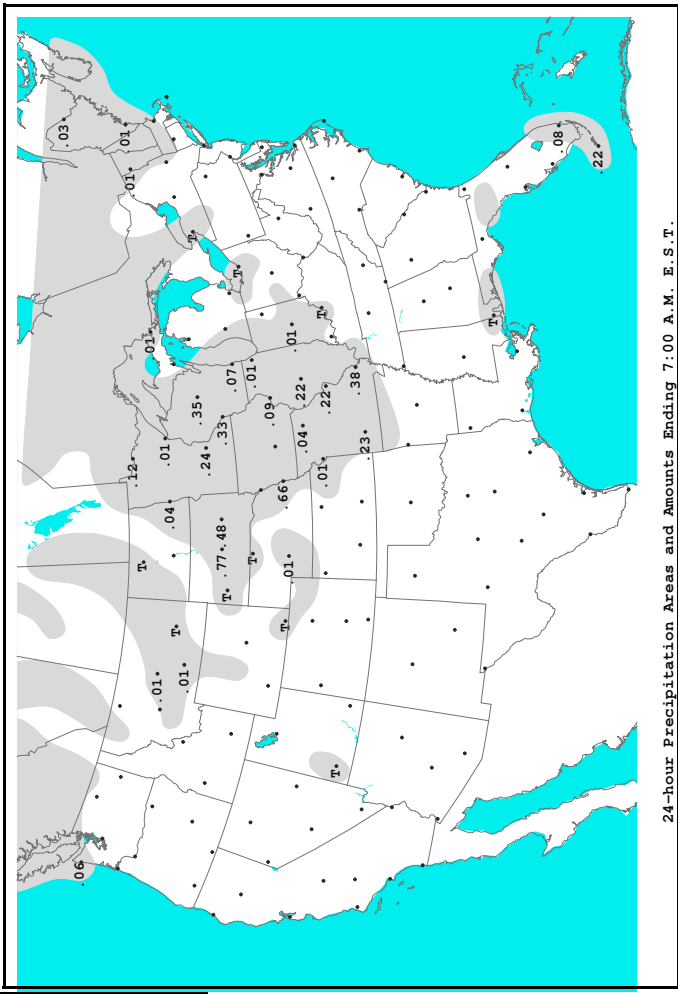 .03
.06
.01
.01
.12
T
.01
.01
.01
.04
T
.01
T
.35
.24
.77 .48
.33
T
.07
T
.01
T
.09
.66
T
.01
.01
.22
.04
T
.01
.22
T
.38
.23
T
.08
.22
24-hour Precipitation Areas and Amounts Ending 7:00 A.M. E.S.T.